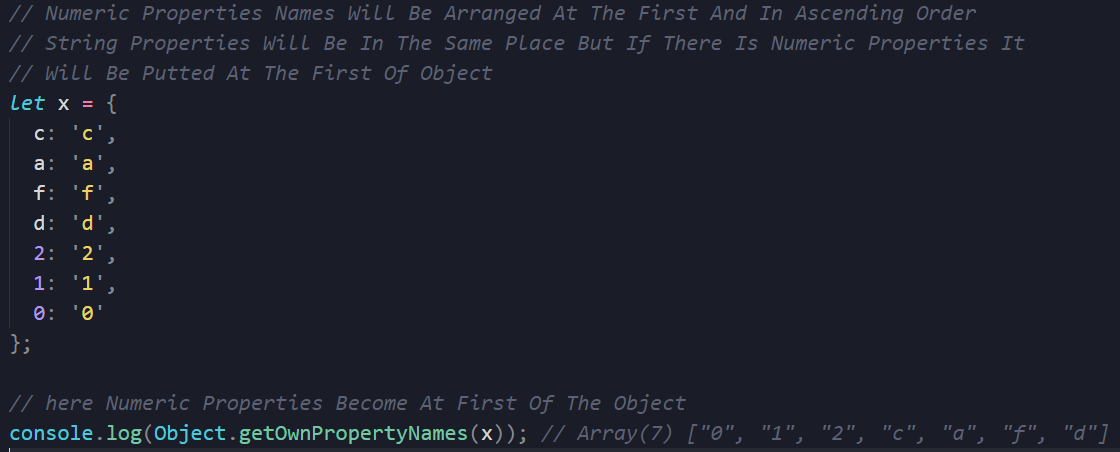 // Numeric Properties Names Will Be Arranged At The First And In Ascending Order
// String Properties Will Be In The Same Place But If There Is Numeric Properties It
// Will Be Putted At The First Of Object
let x = {
  c: 'c',
  a: 'a',
  f: 'f',
  d: 'd',
  2: '2',
  1: '1',
  0: '0'
};
// here Numeric Properties Become At First Of The Object
console.log(Object.getOwnPropertyNames(x)); // Array(7) ["0", "1", "2", "c", "a", "f", "d"]